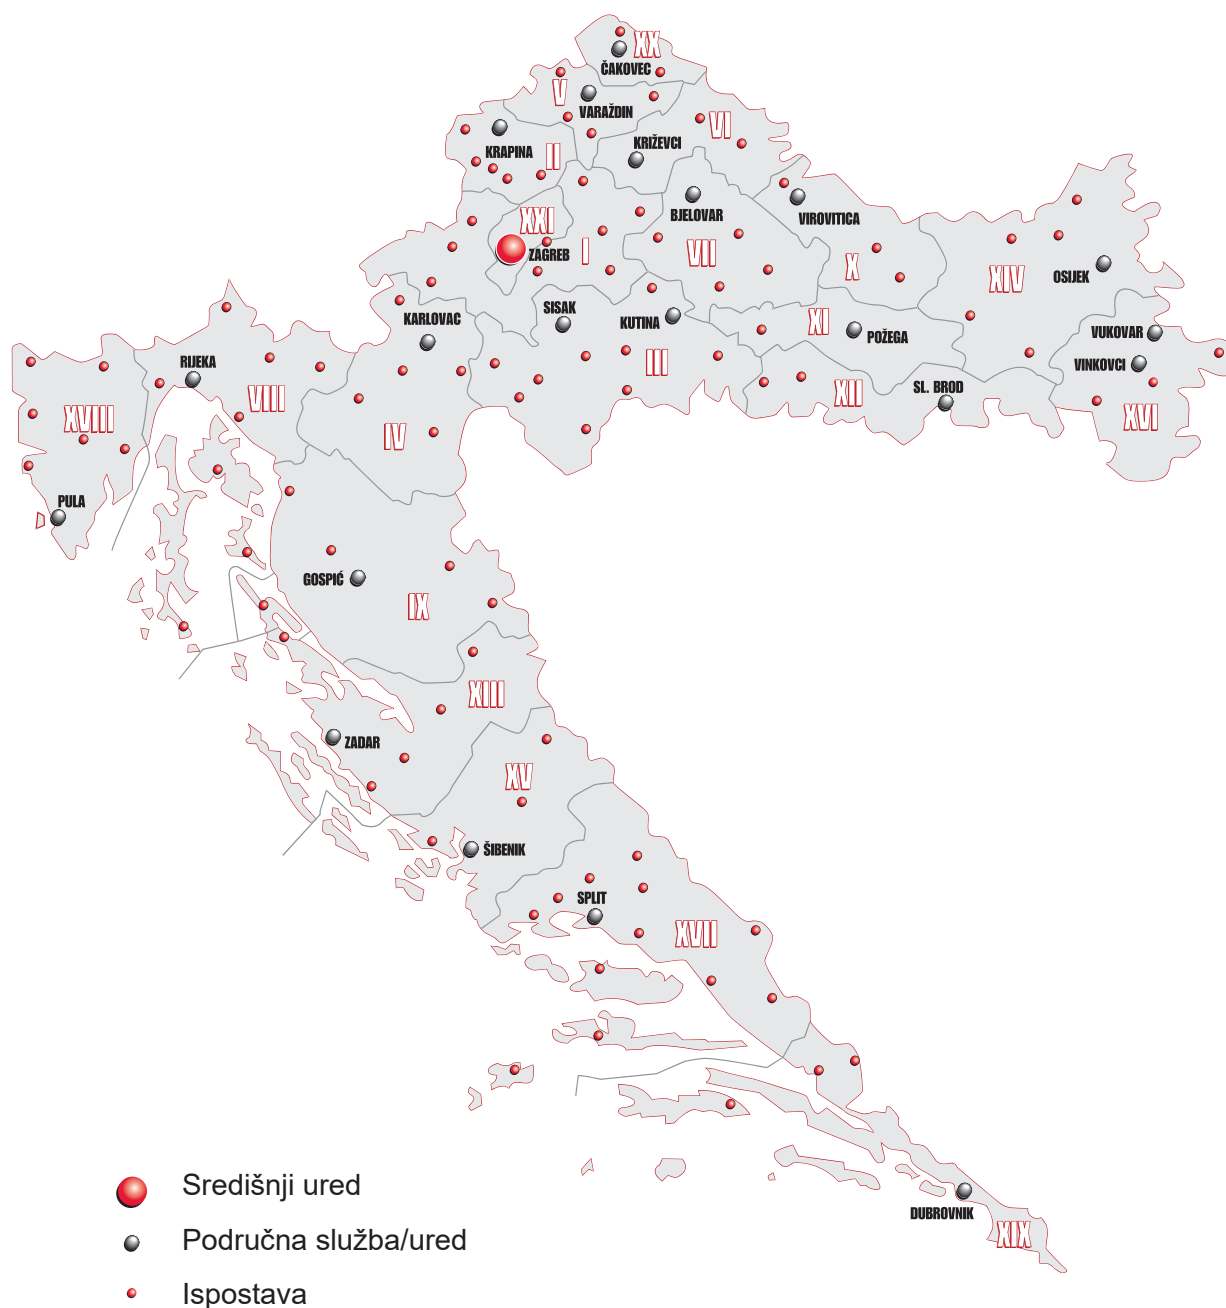 XX
ČAKOVEC
V
VARAŽDIN
VI
KRIŽEVCI
KRAPINA
II
BJELOVAR
VIROVITICA
XXI
I
ZAGREB
VII
X
XIV
OSIJEK
SISAK
KUTINA
KARLOVAC
XI
POŽEGA
VUKOVAR
VINKOVCI
RIJEKA
III
VIII
XII
SL. BROD
XVI
XVIII
IV
PULA
GOSPIĆ
IX
XIII
ZADAR
XV
ŠIBENIK
SPLIT
XVII
DUBROVNIK
XIX
Središnji ured
Područna služba/ured
Ispostava